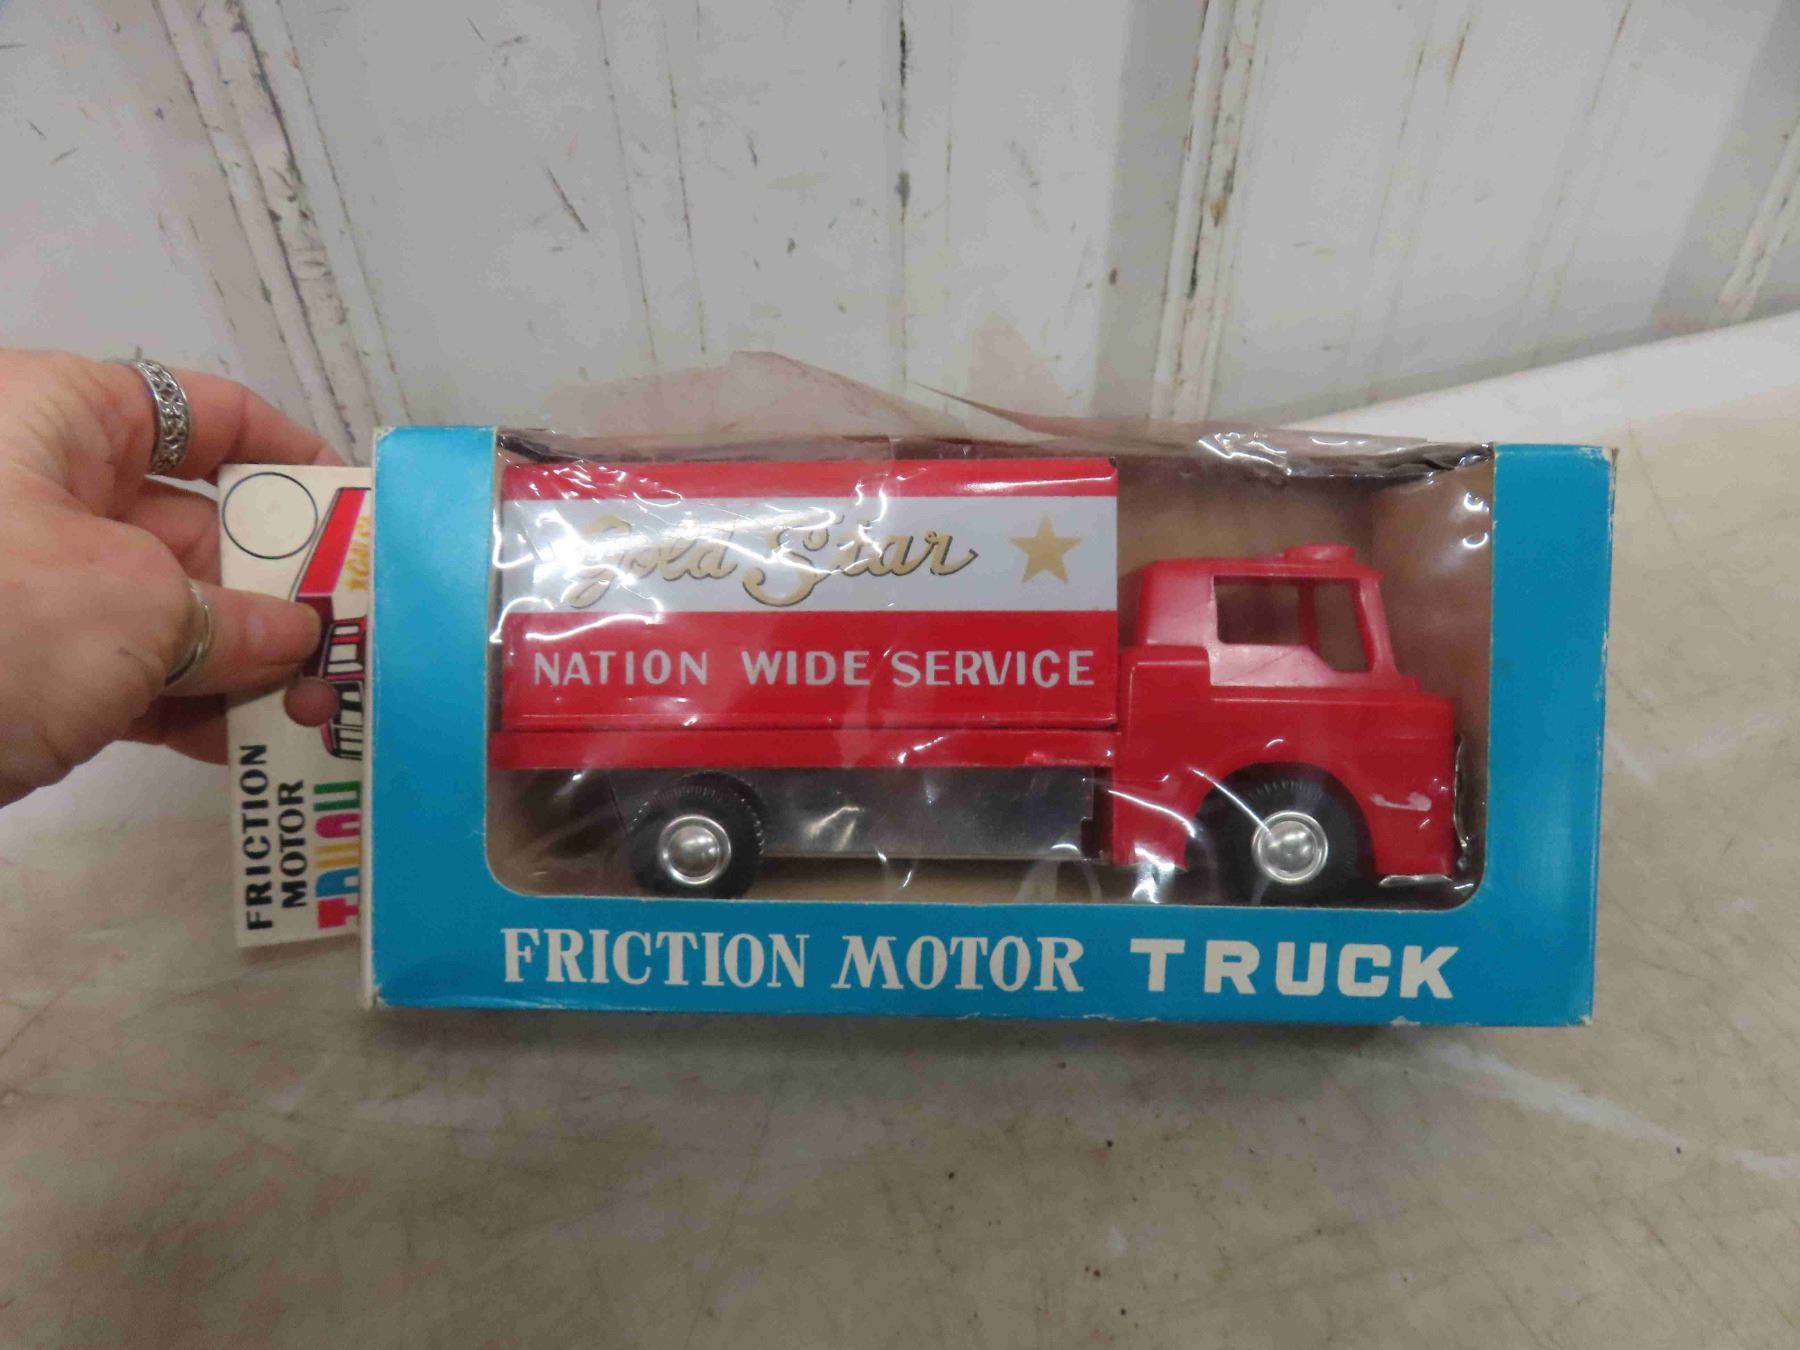 Gold Star
NATION WIDE SERVICE
FRICTION MOTOR TRUCK
FRICTION
MOTOR